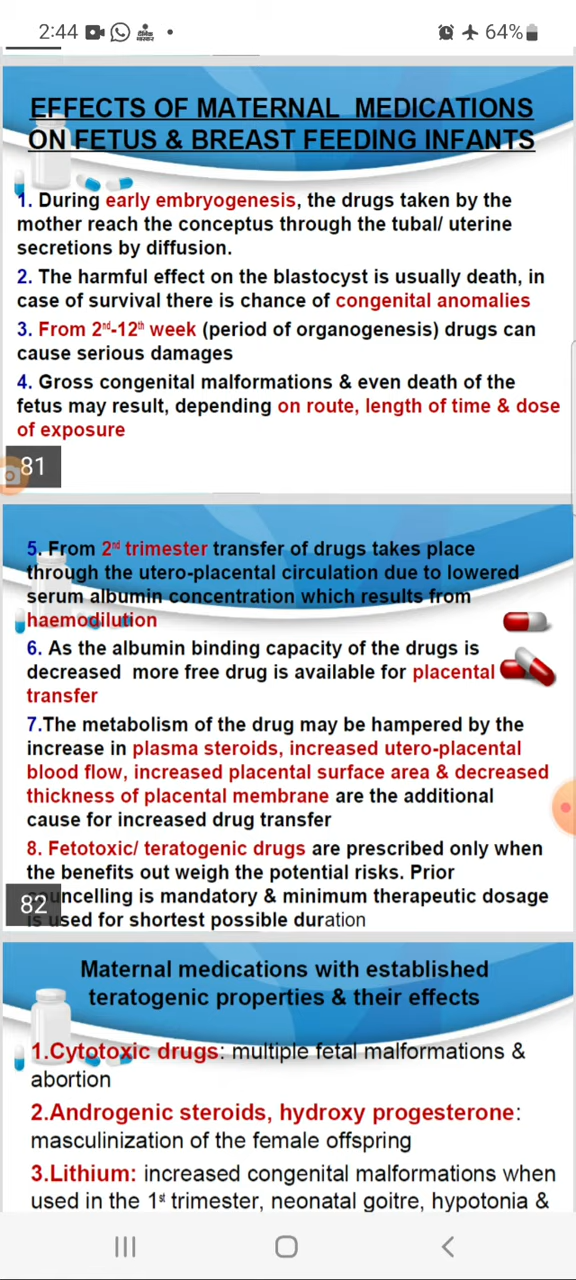 2:44
64%
EFFECTS OF MATERNAL MEDICATIONS
ON FETUS & BREAST FEEDING INFANTS
1. During early embryogenesis, the drugs taken by the
mother reach the conceptus through the tubal/ uterine
secretions by diffusion.
2. The harmful effect on the blastocyst is usually death, in
case of survival there is chance of congenital anomalies
3. From 2nd-12th week (period of organogenesis) drugs can
cause serious damages
4. Gross congenital malformations & even death of the
fetus may result, depending on route, length of time & dose
of exposure
81
5. From 2nd trimester transfer of drugs takes place
through the utero-placental circulation due to lowered
serum albumin concentration which results from
haemodilution
6. As the albumin binding capacity of the drugs is
decreased more free drug is available for placental
transfer
7.The metabolism of the drug may be hampered by the
increase in plasma steroids, increased utero-placental
blood flow, increased placental surface area & decreased
thickness of placental membrane are the additional
cause for increased drug transfer
8. Fetotoxic/ teratogenic drugs are prescribed only when
the benefits out weigh the potential risks. Prior
uncelling is mandatory & minimum therapeutic dosage
is used for shortest possible duration
82
Maternal medications with established
teratogenic properties & their effects
1.Cytotoxic drugs: multiple fetal malformations &
abortion
2.Androgenic steroids, hydroxy progesterone:
masculinization of the female offspring
3.Lithium: increased congenital malformations when
used in the 1st trimester, neonatal goitre, hypotonia &